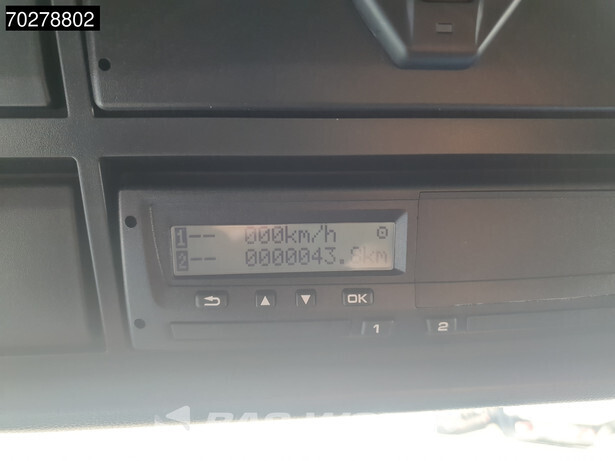 70278802
1 -- 000km/h
2 -- 0000043.8km
OK
1 2